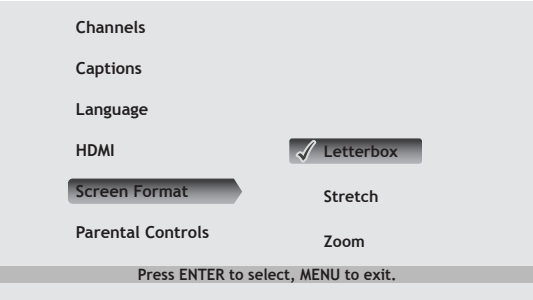 Channels
Captions
Language
HDMI
Letterbox
Screen Format
Stretch
Parental Controls
Zoom
Press ENTER to select, MENU to exit.